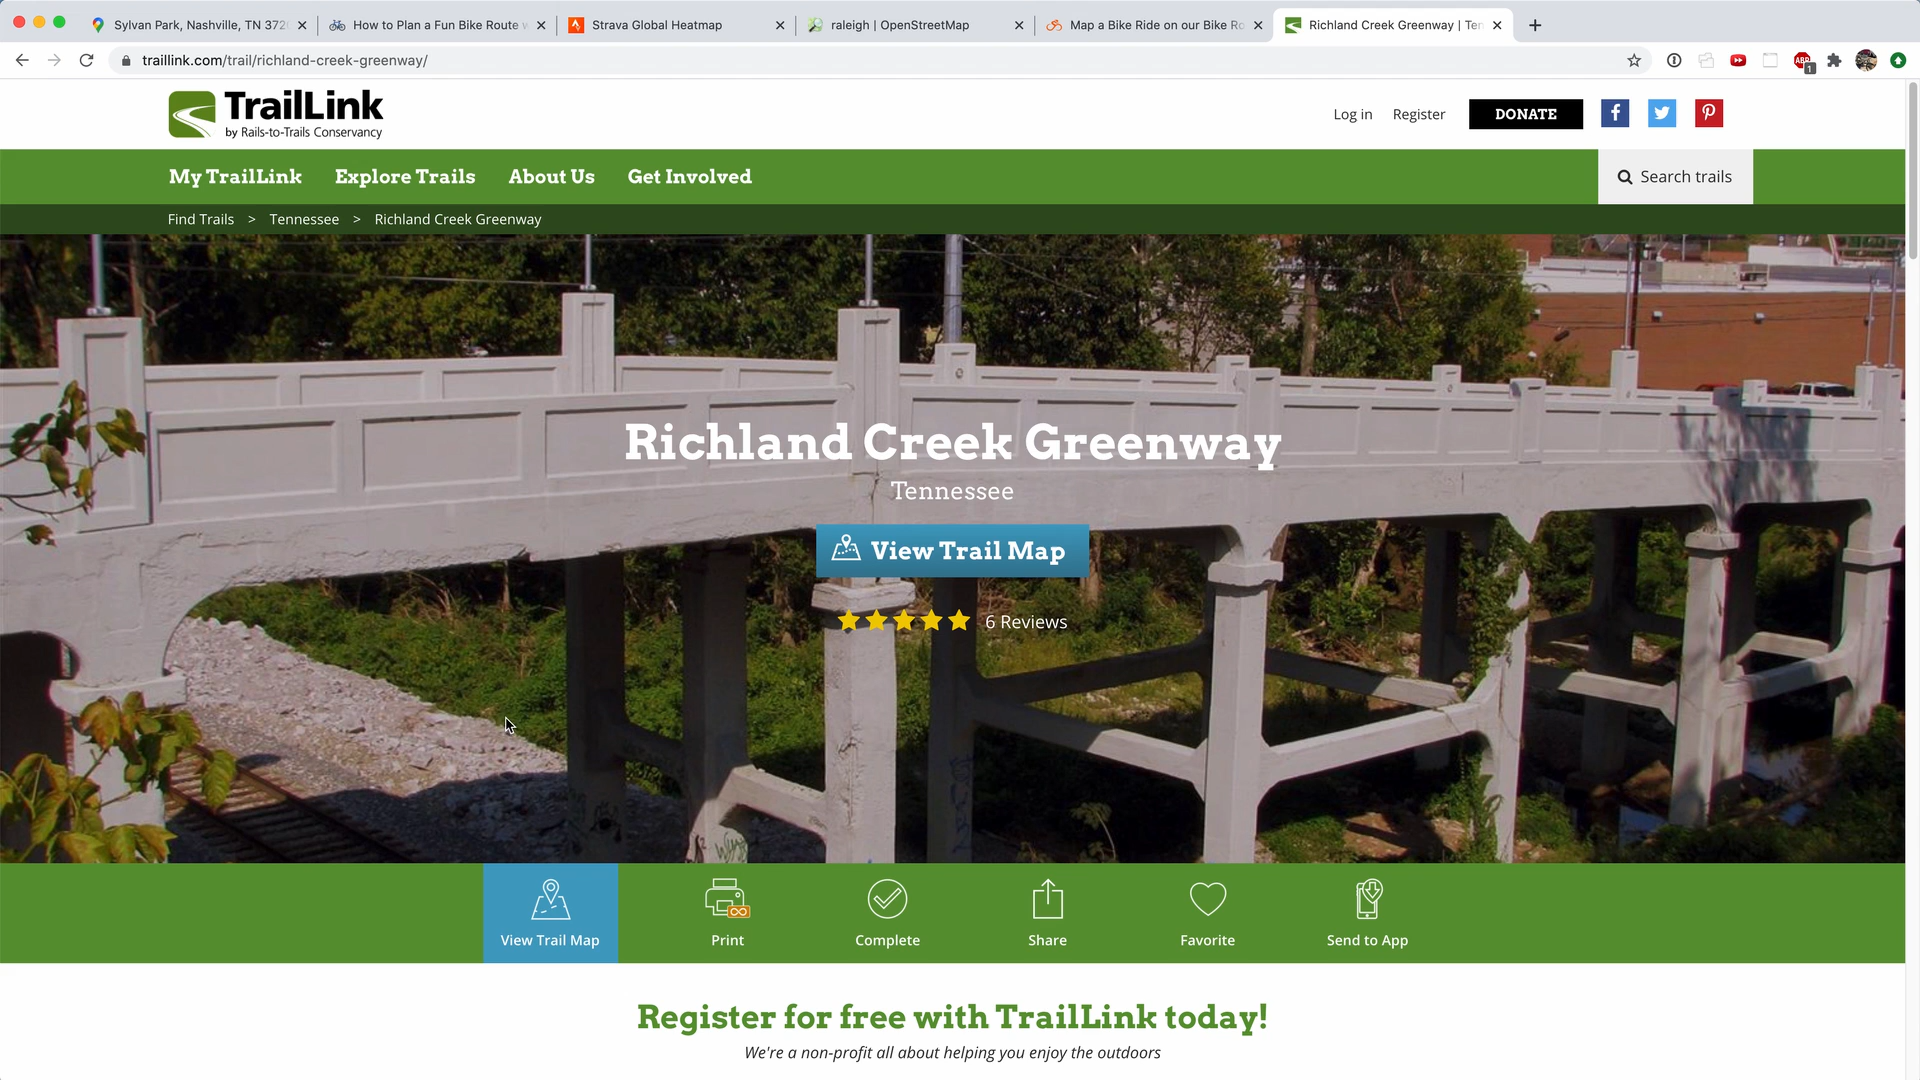 Sylvan Park, Nashville, TN 372
How to Plan a Fun Bike Route w
Strava Global Heatmap
raleigh | OpenStreetMap
Map a Bike Ride on our Bike Ro
Richland Creek Greenway | Ten
traillink.com/trail/richland-creek-greenway/
ABP
1
TrailLink
by Rails-to-Trails Conservancy
Log in
Register
DONATE
My TrailLink
Explore Trails
About Us
Get Involved
Search trails
Find Trails > Tennessee > Richland Creek Greenway
Richland Creek Greenway
Tennessee
View Trail Map
6 Reviews
View Trail Map
Print
Complete
Share
Favorite
Send to App
Register for free with TrailLink today!
We're a non-profit all about helping you enjoy the outdoors